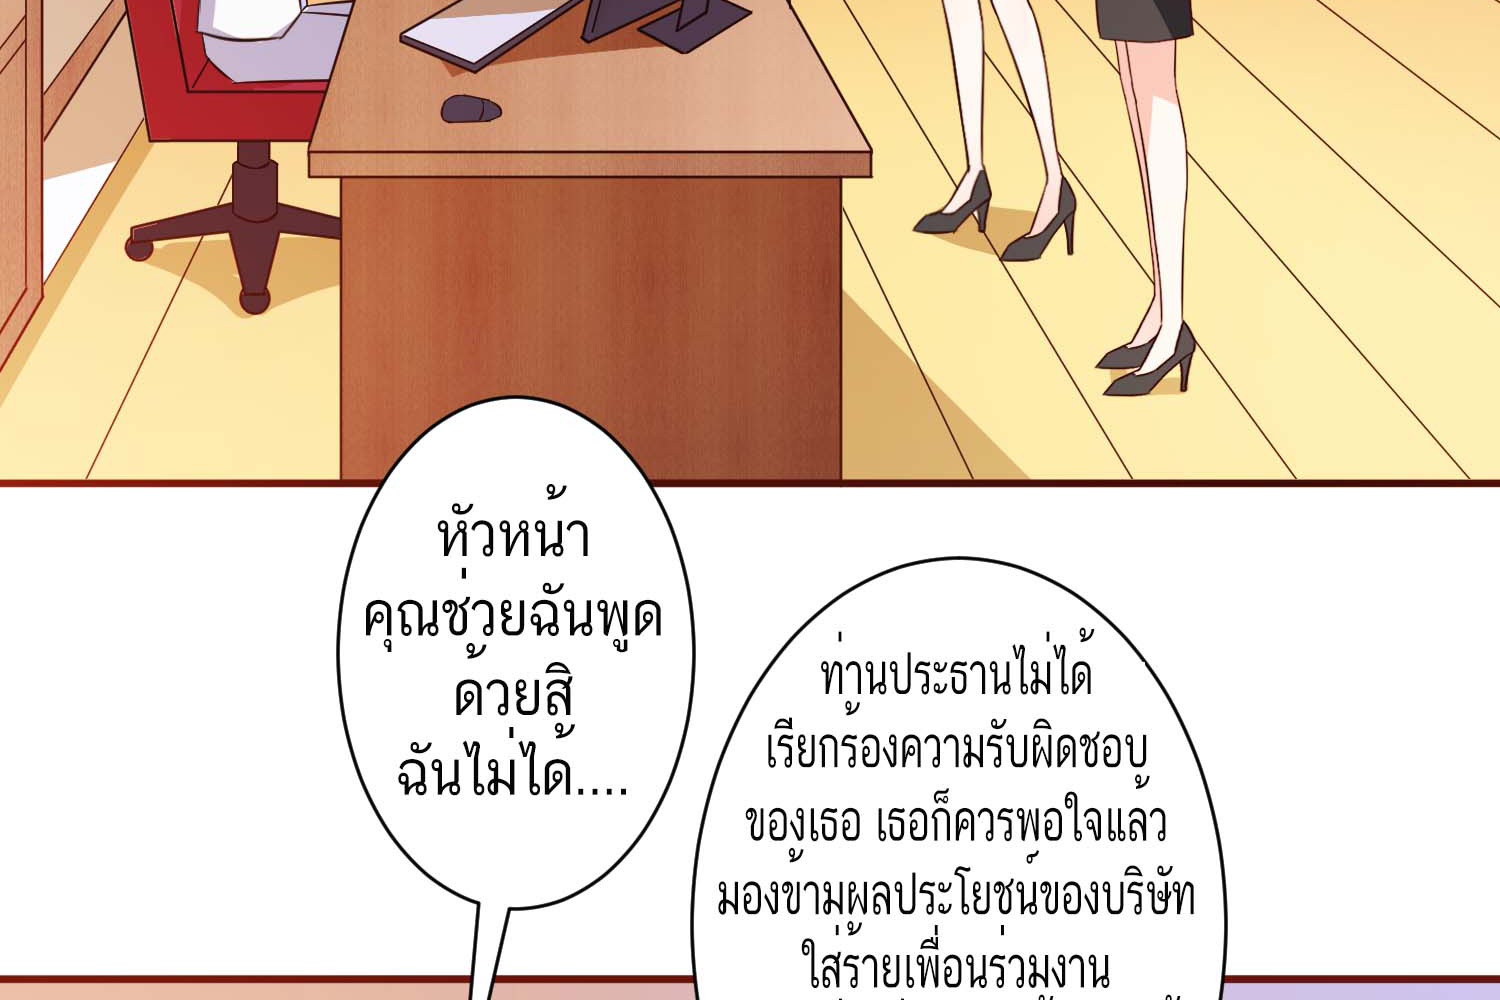 หัวหน้า
คุณช่วยฉันพูด
ด้วยสิ
ฉันไม่ได้....
ท่านประธานไม่ได้
เรียกร้องความรับผิดชอบ
ของเธอ เธอก็ควรพอใจแล้ว
มองข้ามผลประโยชน์ของบริษัท
ใส่ร้ายเพื่อนร่วมงาน